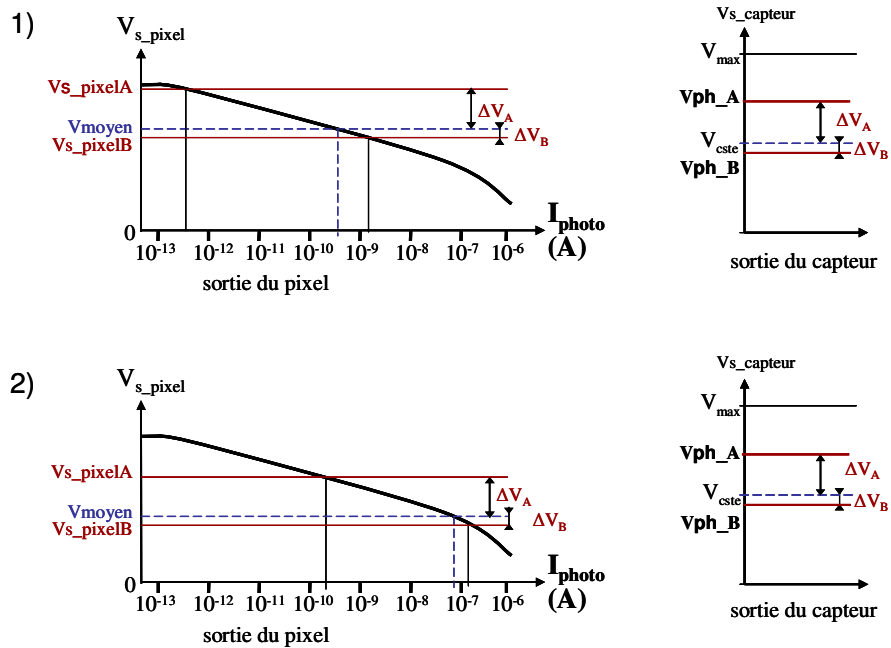 1)
Vs_pixel
Vs_pixelA
Vmoyen
Vs_pixelB
ΔVA
ΔVB
0
10-13 10-12 10-11 10-10 10-9 10-8 10-7 10-6
Iphoto
(A)
sortie du pixel
Vs_capteur
Vmax
Vph_A
ΔVA
Vcste
ΔVB
Vph_B
sortie du capteur
2)
Vs_pixel
Vs_pixelA
Vmoyen
Vs_pixelB
ΔVA
ΔVB
0
10-13 10-12 10-11 10-10 10-9 10-8 10-7 10-6
Iphoto
(A)
sortie du pixel
Vs_capteur
Vmax
Vph_A
ΔVA
Vcste
ΔVB
Vph_B
sortie du capteur